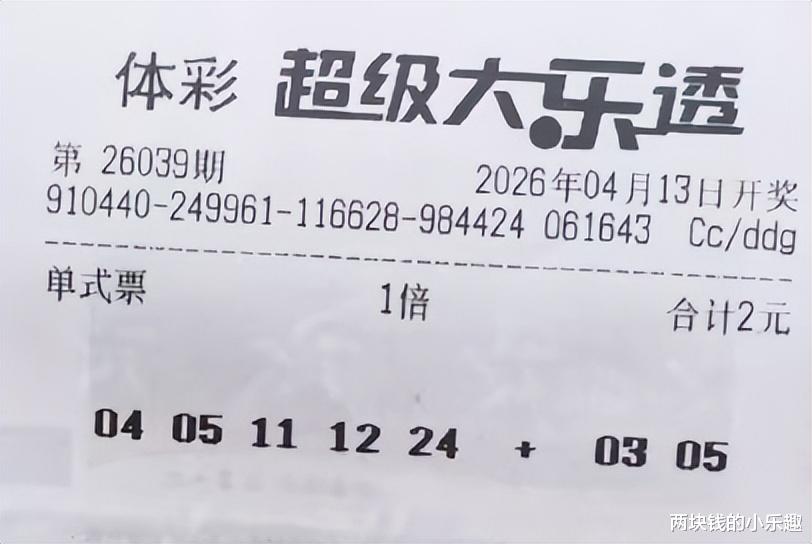 体彩 超级大乐透
第 26039期 2026年04月13日开奖
910440-249961-116628-984424 061643 Cc/ddg
单式票 1倍 合计2元
04 05 11 12 24 + 03 05
两块钱的小乐趣